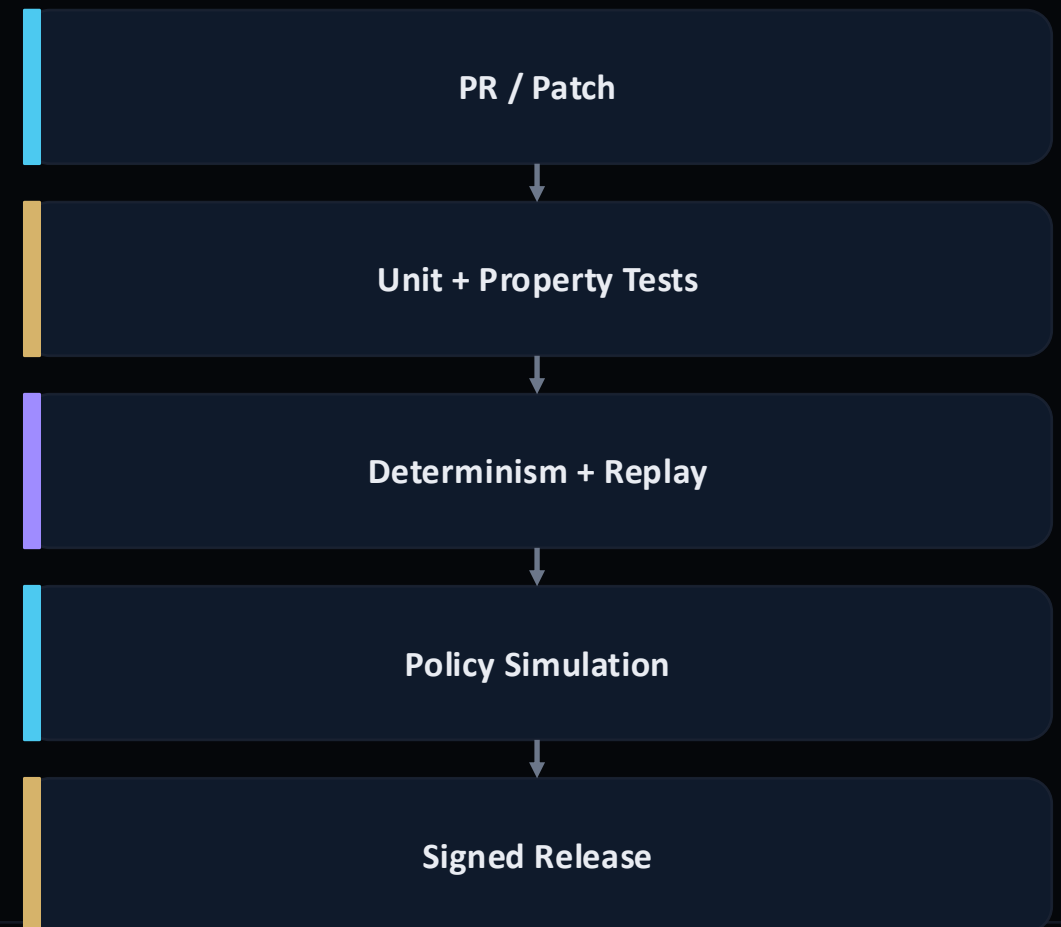 PR / Patch
Unit + Property Tests
Determinism + Replay
Policy Simulation
Signed Release